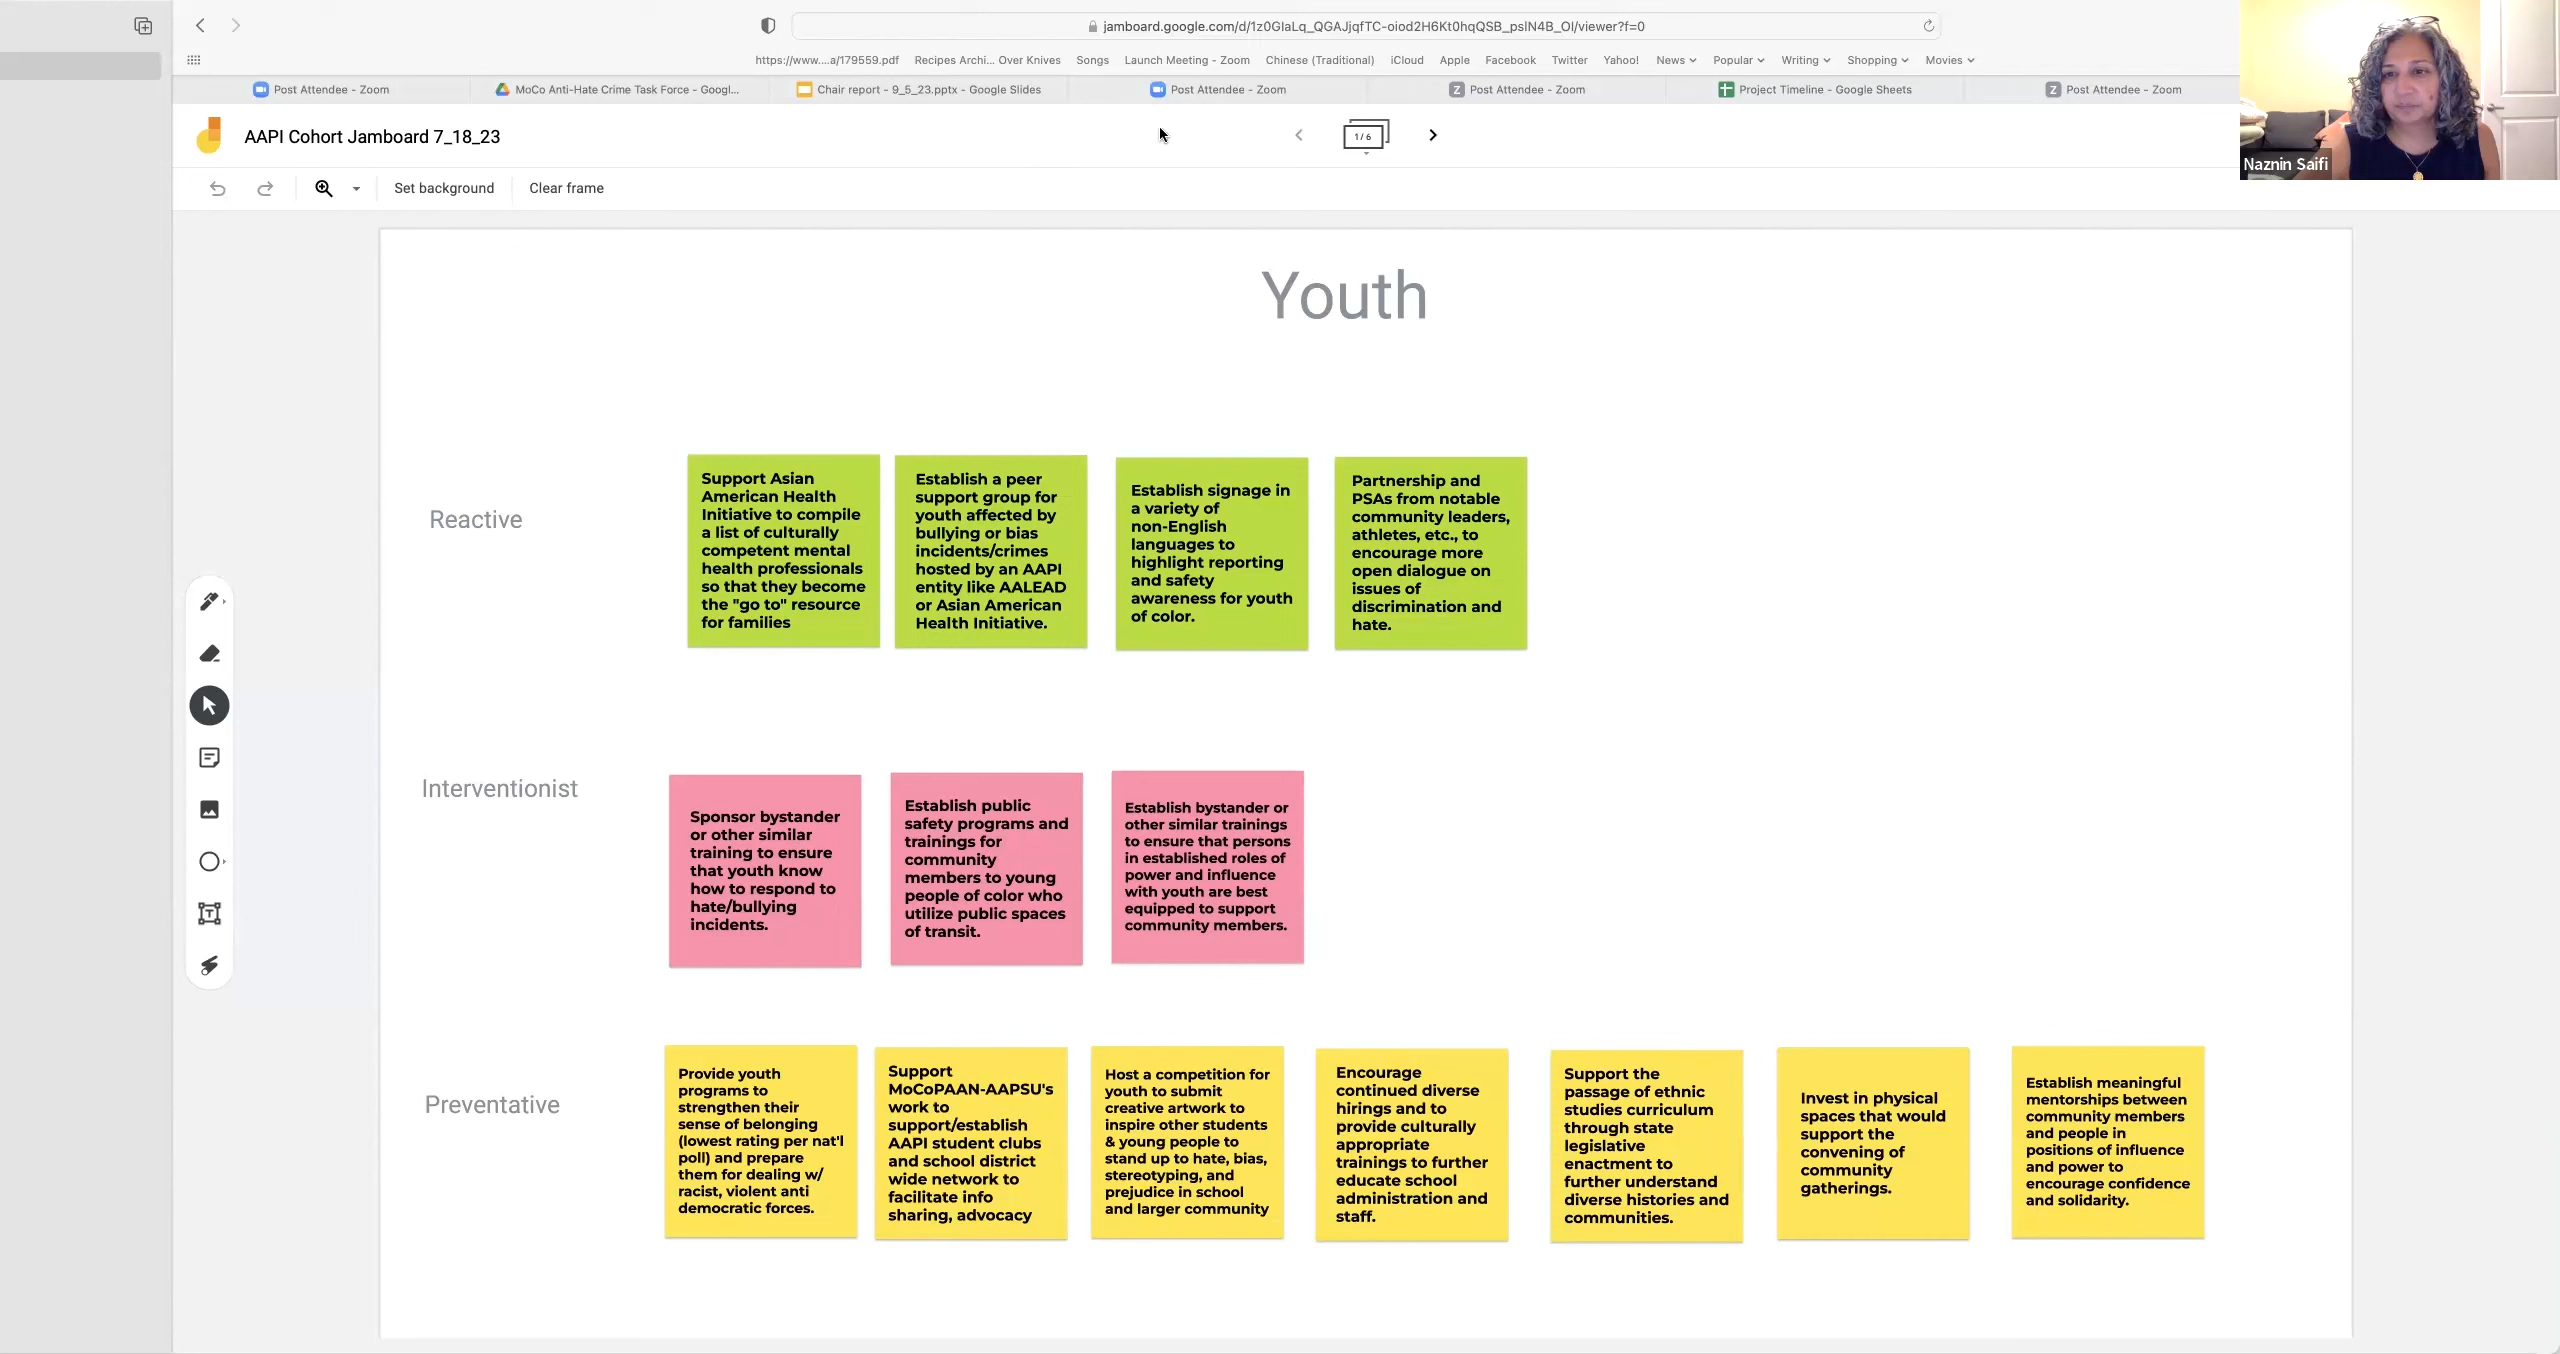 jamboard.google.com/d/1z0GlaLq_QGAJjqfTC-oiod2H6Kt0hqQSB_pslN4B_OI/viewer?f=0
https://www....a/179559.pdf Recipes Archi... Over Knives Songs Launch Meeting - Zoom Chinese (Traditional) iCloud Apple Facebook Twitter Yahoo! News Popular Writing Shopping Movies
Post Attendee - Zoom MoCo Anti-Hate Crime Task Force - Googl... Chair report - 9_5_23.pptx - Google Slides Post Attendee - Zoom Post Attendee - Zoom Project Timeline - Google Sheets Post Attendee - Zoom
AAPI Cohort Jamboard 7_18_23
1 / 6
Naznin Saifi
Set background Clear frame
Youth
Reactive
Support Asian
American Health
Initiative to compile
a list of culturally
competent mental
health professionals
so that they become
the "go to" resource
for families
Establish a peer
support group for
youth affected by
bullying or bias
incidents/crimes
hosted by an AAPI
entity like AALEAD
or Asian American
Health Initiative.
Establish signage in
a variety of
non-English
languages to
highlight reporting
and safety
awareness for youth
of color.
Partnership and
PSAs from notable
community leaders,
athletes, etc., to
encourage more
open dialogue on
issues of
discrimination and
hate.
Interventionist
Sponsor bystander
or other similar
training to ensure
that youth know
how to respond to
hate/bullying
incidents.
Establish public
safety programs and
trainings for
community
members to young
people of color who
utilize public spaces
of transit.
Establish bystander or
other similar trainings
to ensure that persons
in established roles of
power and influence
with youth are best
equipped to support
community members.
Preventative
Provide youth
programs to
strengthen their
sense of belonging
(lowest rating per nat'l
poll) and prepare
them for dealing w/
racist, violent anti
democratic forces.
Support
MoCoPAAN-AAPSU's
work to
support/establish
AAPI student clubs
and school district
wide network to
facilitate info
sharing, advocacy
Host a competition for
youth to submit
creative artwork to
inspire other students
& young people to
stand up to hate, bias,
stereotyping, and
prejudice in school
and larger community
Encourage
continued diverse
hirings and to
provide culturally
appropriate
trainings to further
educate school
administration and
staff.
Support the
passage of ethnic
studies curriculum
through state
legislative
enactment to
further understand
diverse histories and
communities.
Invest in physical
spaces that would
support the
convening of
community
gatherings.
Establish meaningful
mentorships between
community members
and people in
positions of influence
and power to
encourage confidence
and solidarity.